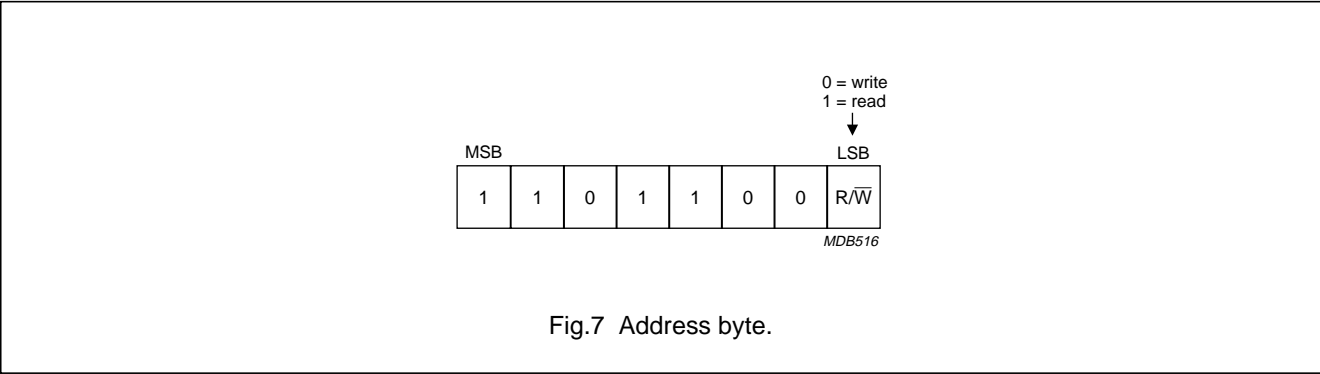 0 = write
1 = read
MSB LSB
1 1 0 1 1 0 0 R/W̅
MDB516
Fig.7 Address byte.